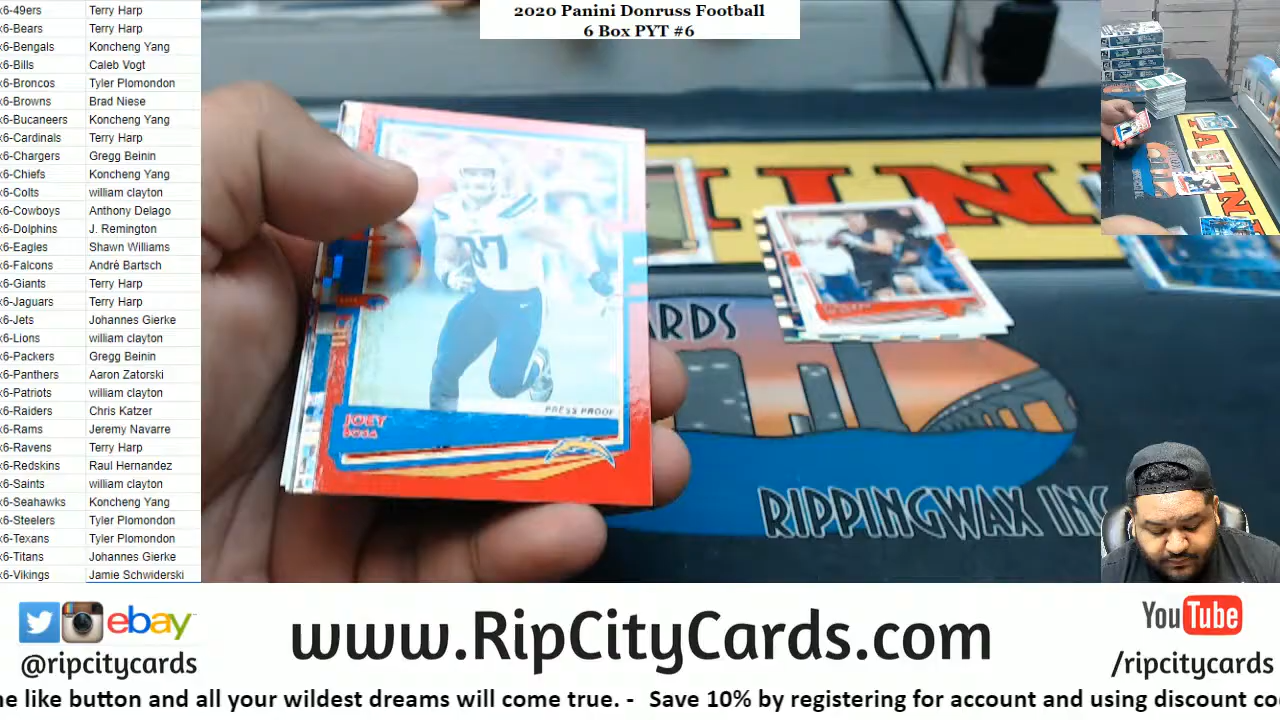 x6-49ers Terry Harp
x6-Bears Terry Harp
x6-Bengals Koncheng Yang
x6-Bills Caleb Vogt
x6-Broncos Tyler Plomondon
x6-Browns Brad Niese
x6-Bucaneers Koncheng Yang
x6-Cardinals Terry Harp
x6-Chargers Gregg Beinin
x6-Chiefs Koncheng Yang
x6-Colts william clayton
x6-Cowboys Anthony Delago
x6-Dolphins J. Remington
x6-Eagles Shawn Williams
x6-Falcons André Bartsch
x6-Giants Terry Harp
x6-Jaguars Terry Harp
x6-Jets Johannes Gierke
x6-Lions william clayton
x6-Packers Gregg Beinin
x6-Panthers Aaron Zatorski
x6-Patriots william clayton
x6-Raiders Chris Katzer
x6-Rams Jeremy Navarre
x6-Ravens Terry Harp
x6-Redskins Raul Hernandez
x6-Saints william clayton
x6-Seahawks Koncheng Yang
x6-Steelers Tyler Plomondon
x6-Texans Tyler Plomondon
x6-Titans Johannes Gierke
x6-Vikings Jamie Schwiderski
2020 Panini Donruss Football
6 Box PYT #6
87
PRESS PROOF
JOEY
BOSA
ININ
ARDS
RIPPINGWAX INC
ebay
@ripcitycards
www.RipCityCards.com
YouTube
/ripcitycards
he like button and all your wildest dreams will come true. - Save 10% by registering for account and using discount co